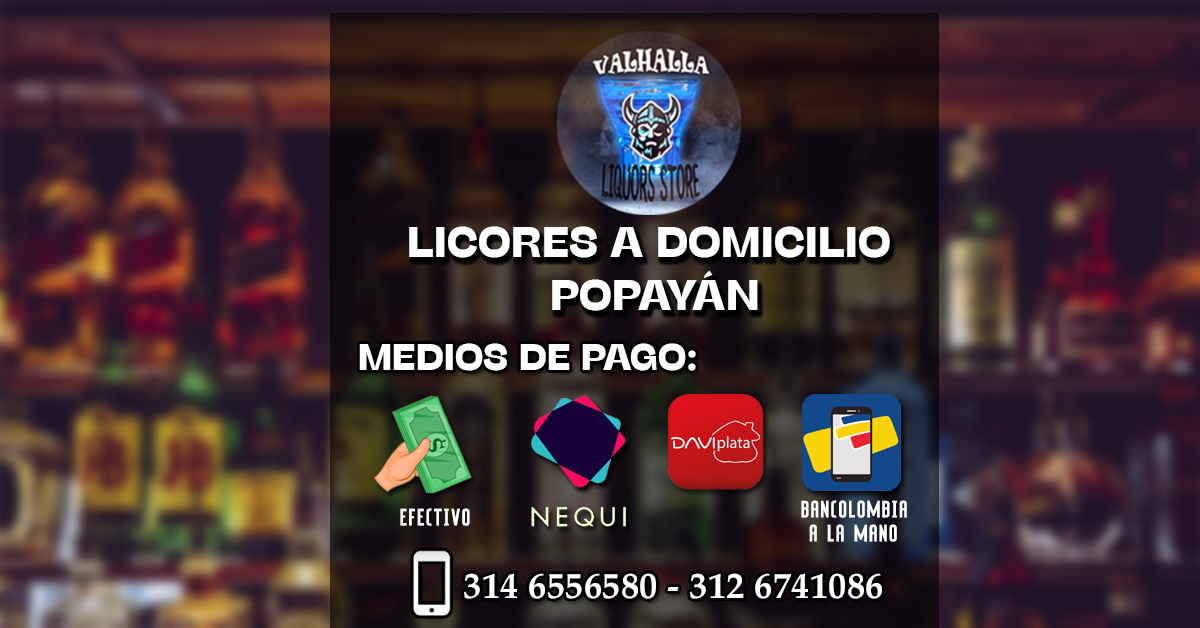 VALHALLA
LIQUORS STORE
LICORES A DOMICILIO
POPAYÁN
MEDIOS DE PAGO:
DAVIplata
EFECTIVO
NEQUI
BANCOLOMBIA
A LA MANO
314 6556580 - 312 6741086